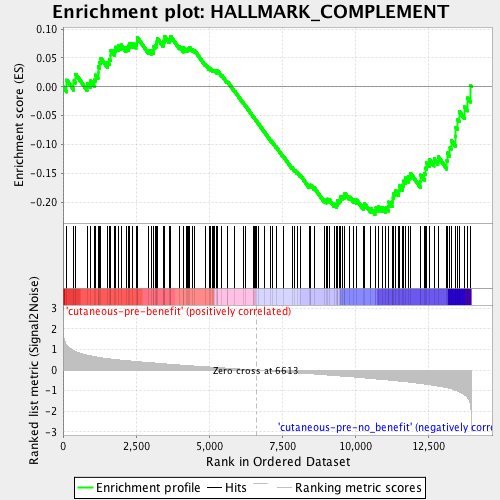 Enrichment plot: HALLMARK_COMPLEMENT
Enrichment score (ES)
0.10
0.05
0.00
-0.05
-0.10
-0.15
-0.20
'cutaneous-pre-benefit' (positively correlated)
Ranked list metric (Signal2Noise)
3
2
1
0
-1
-2
-3
Zero cross at 6613
'cutaneous-pre-no_benefit' (negatively corre
0
2,500
5,000
7,500
10,000
12,500
Rank in Ordered Dataset
Enrichment profile
Hits
Ranking metric scores